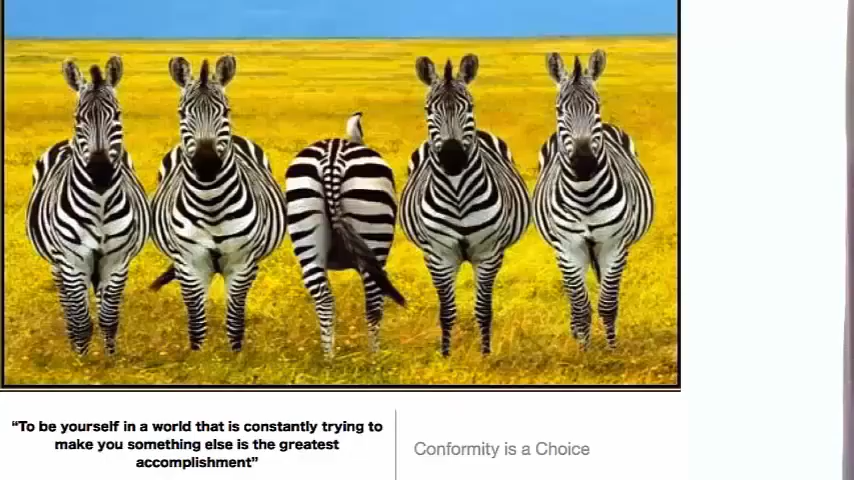 “To be yourself in a world that is constantly trying to
make you something else is the greatest
accomplishment”
Conformity is a Choice